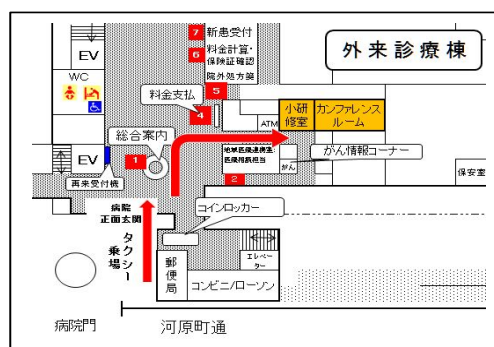 外来診療棟
7 新患受付
6 料金計算・
保険証確認
院外処方箋
5
EV
WC
料金支払
4
ATM
小研
修室
カンファレンス
ルーム
総合案内
1
地域医療連携室・
医療相談担当
がん
がん情報コーナー
EV
2
保安室
再来受付機
病院
正面玄関
コインロッカー
タクシー
乗場
郵便局
エレベーター
コンビニ/ローソン
病院門
河原町通